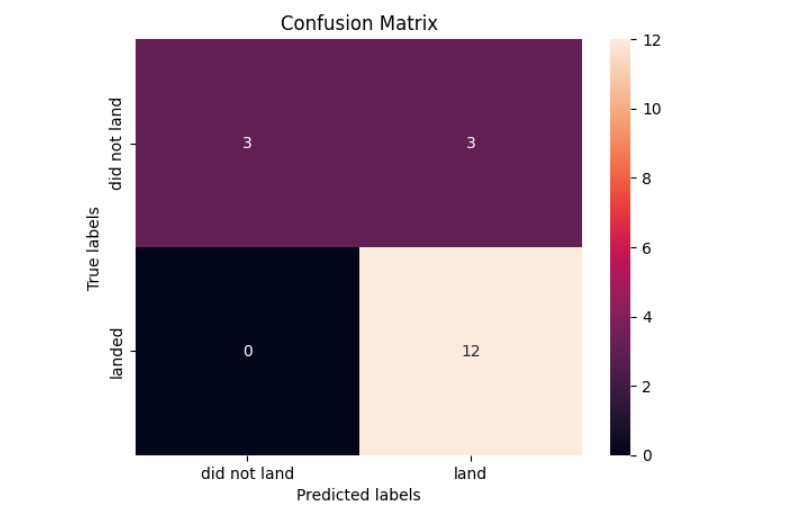 Confusion Matrix
True labels
did not land
landed
3
3
0
12
did not land
land
Predicted labels
12
10
8
6
4
2
0